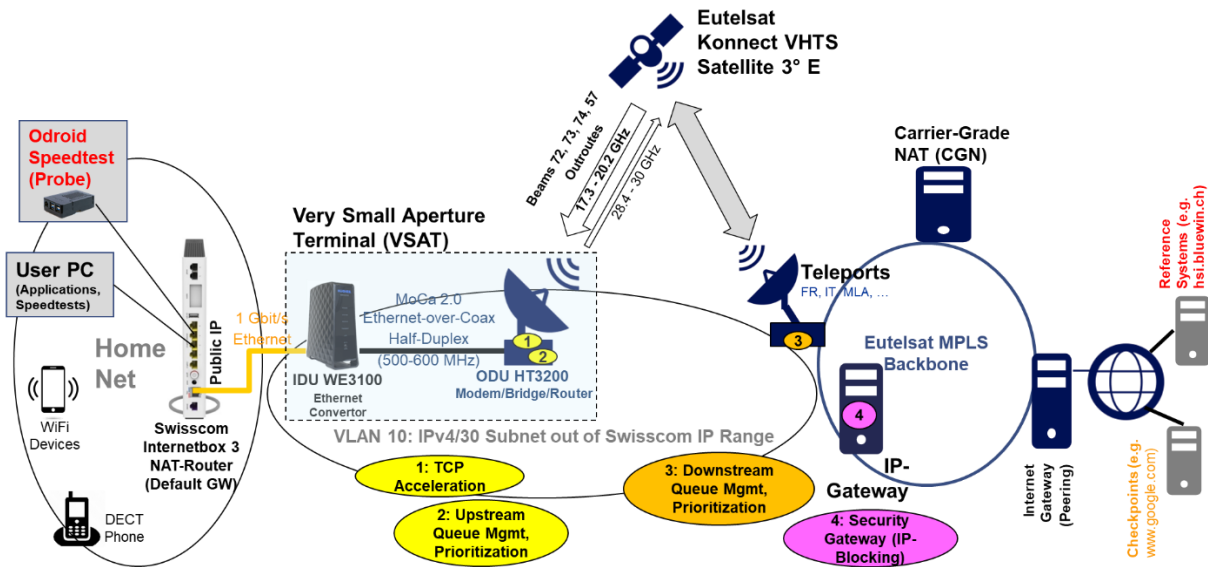 Eutelsat
Konnect VHTS
Satellite 3° E
Beams 72, 73, 74, 57
Outroutes
17.3 - 20.2 GHz
28.4 - 30 GHz
Carrier-Grade
NAT (CGN)
Odroid
Speedtest
(Probe)
User PC
(Applications,
Speedtests)
Home
Net
WiFi
Devices
DECT
Phone
Public IP
Swisscom
Internetbox 3
NAT-Router
(Default GW)
1 Gbit/s
Ethernet
Very Small Aperture
Terminal (VSAT)
MoCa 2.0
Ethernet-over-Coax
Half-Duplex
(500-600 MHz)
1
2
IDU WE3100
Ethernet
Convertor
ODU HT3200
Modem/Bridge/Router
VLAN 10: IPv4/30 Subnet out of Swisscom IP Range
1: TCP
Acceleration
2: Upstream
Queue Mgmt,
Prioritization
3: Downstream
Queue Mgmt,
Prioritization
Teleports
FR, IT, MLA, ...
3
Eutelsat MPLS
Backbone
4
IP-
Gateway
4: Security
Gateway (IP-
Blocking)
Internet
Gateway
(Peering)
Reference
Systems (e.g.
hsi.bluewin.ch)
Checkpoints (e.g.
www.google.com)